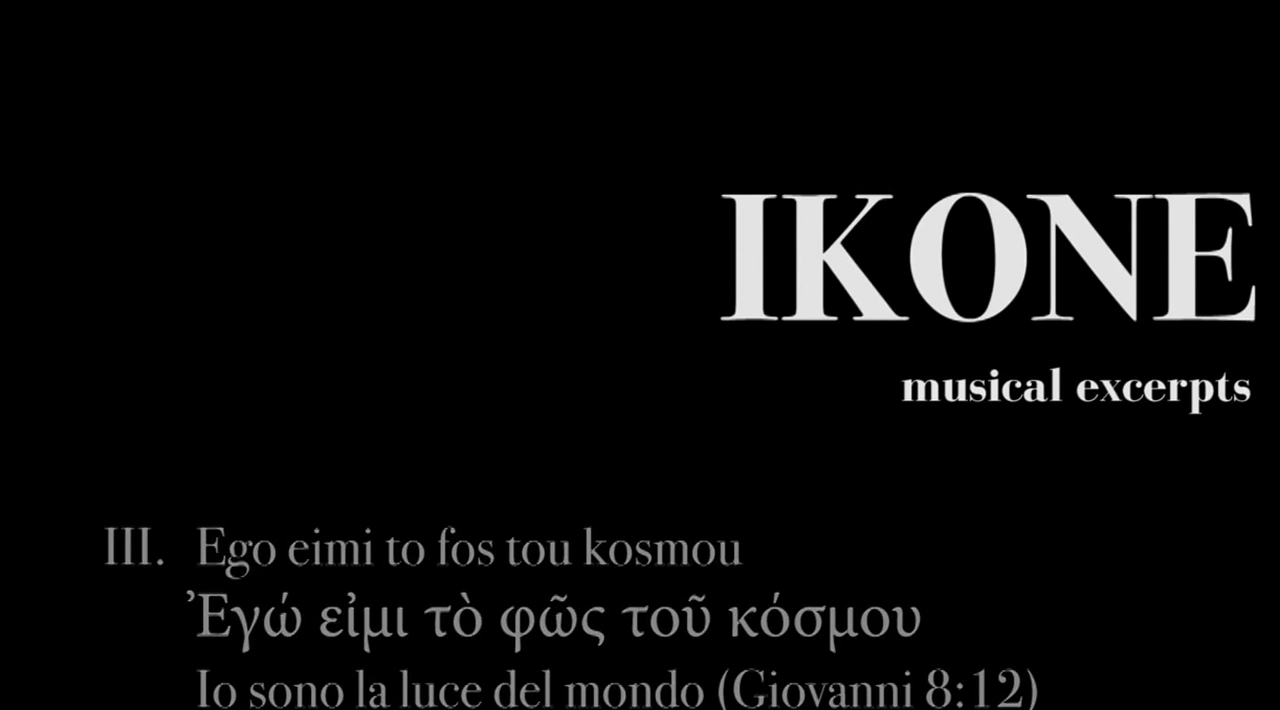 IKONE
musical excerpts
III. Ego eimi to fos tou kosmou
Ἐγώ εἰμι τὸ φῶς τοῦ κόσμου
Io sono la luce del mondo (Giovanni 8:12)